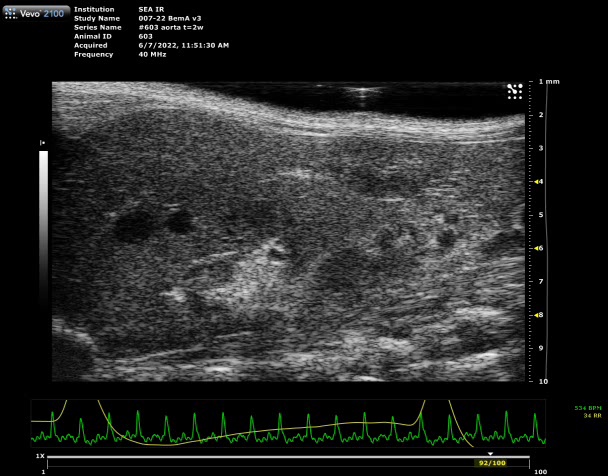 Vevo 2100
Institution SEA IR
Study Name 007-22 BemA v3
Series Name #603 aorta t=2w
Animal ID 603
Acquired 6/7/2022, 11:51:30 AM
Frequency 40 MHz
1 mm
2
3
4
5
6
7
8
9
10
534 BPM
34 RR
1X
92/100
1 100